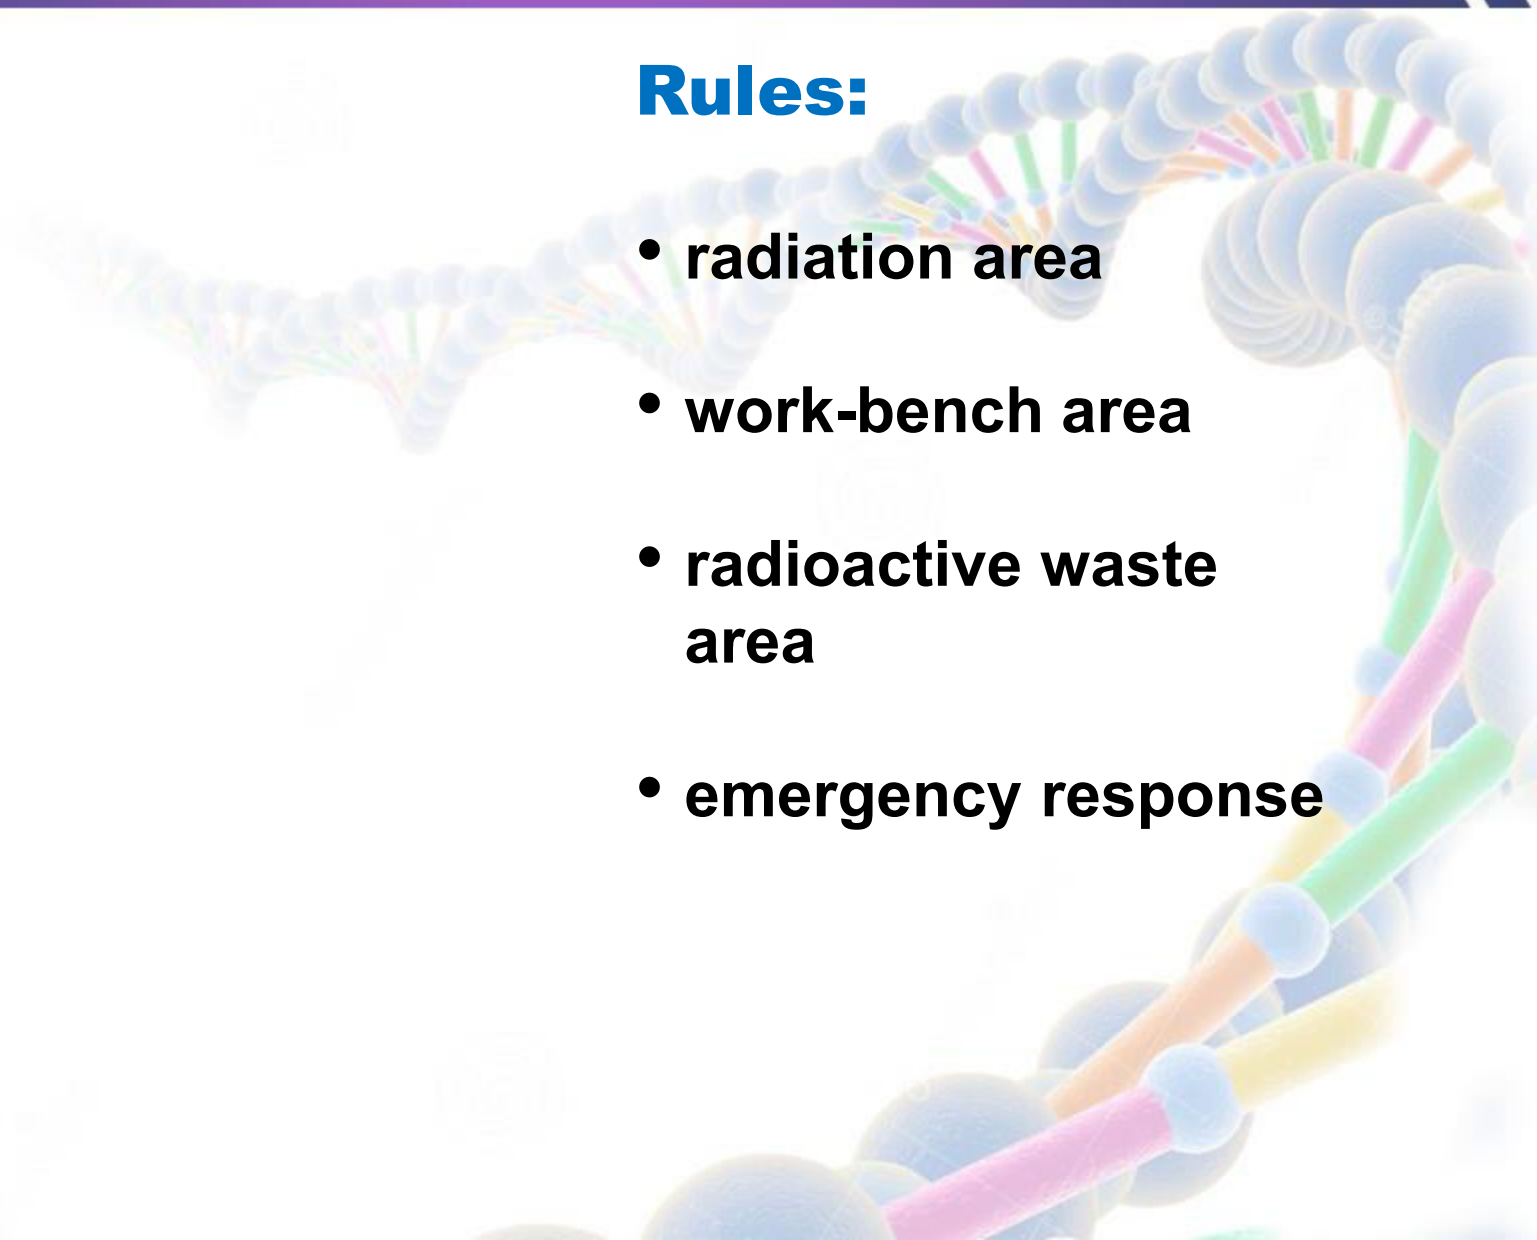 Rules:
• radiation area
• work-bench area
• radioactive waste
area
• emergency response